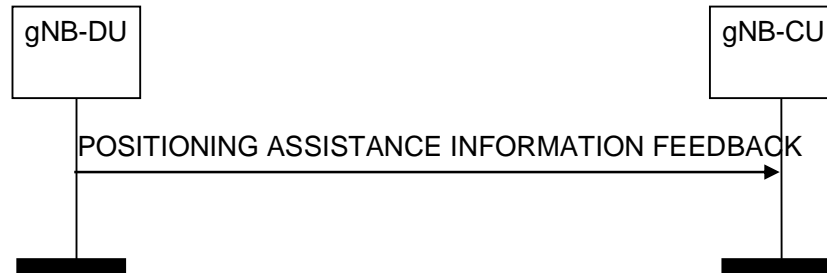 gNB-DU
gNB-CU
POSITIONING ASSISTANCE INFORMATION FEEDBACK